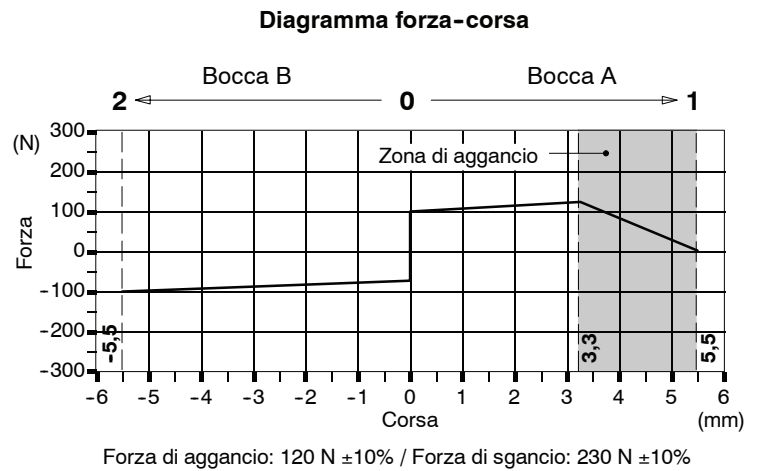 Diagramma forza-corsa
Bocca B Bocca A
2 0 1
300
(N)
Zona di aggancio
200
100
0
-100
-200
-300
Forza
-5,5 3,3 5,5
-6 -5 -4 -3 -2 -1 0 1 2 3 4 5 6
Corsa (mm)
Forza di aggancio: 120 N ±10% / Forza di sgancio: 230 N ±10%